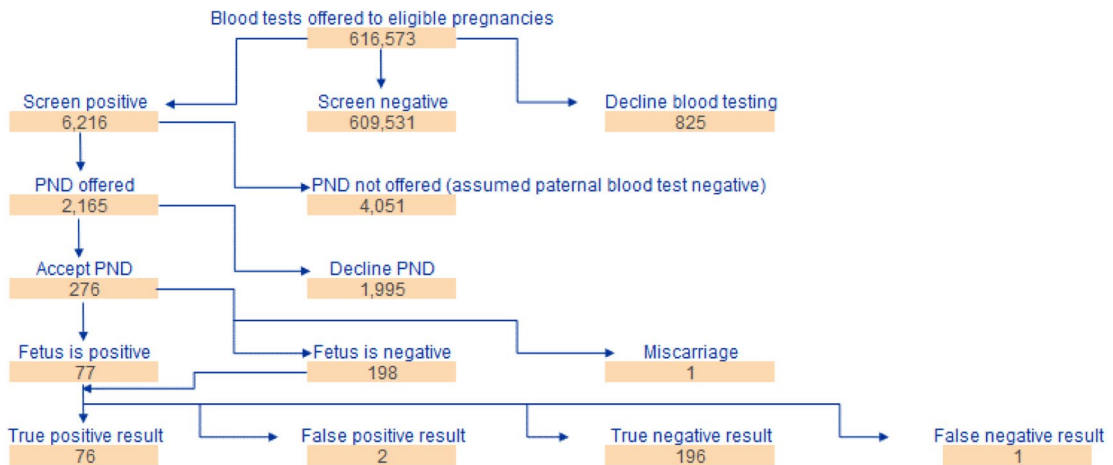 Blood tests offered to eligible pregnancies
616,573
Screen positive Screen negative Decline blood testing
6,216 609,531 825
PND offered PND not offered (assumed paternal blood test negative)
2,165 4,051
Accept PND Decline PND
276 1,995
Fetus is positive Fetus is negative Miscarriage
77 198 1
True positive result False positive result True negative result False negative result
76 2 196 1